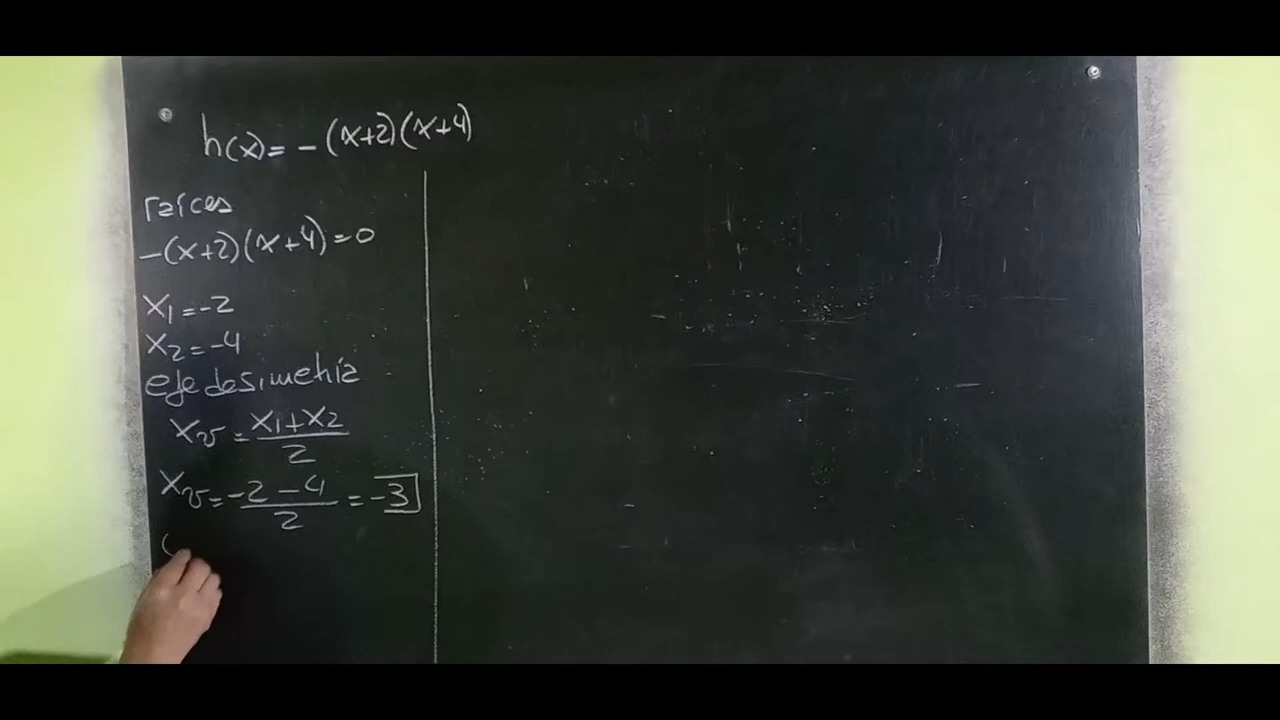 h(x) = -(x+2)(x+4)
raíces
-(x+2)(x+4)=0
x₁=-2
x₂=-4
eje de simetría
xᵥ = (x₁+x₂)/2
xᵥ = (-2-4)/2 = -3
(